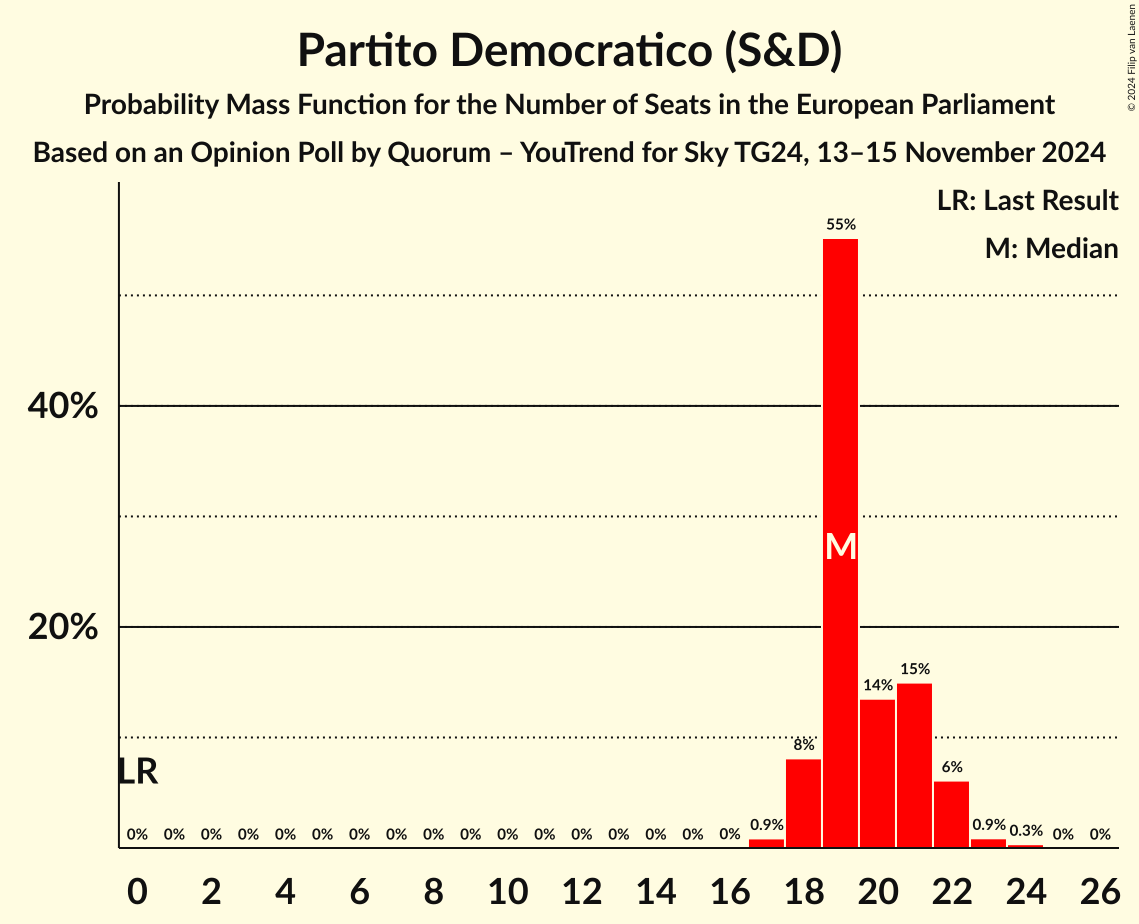 Partito Democratico (S&D)
Probability Mass Function for the Number of Seats in the European Parliament
Based on an Opinion Poll by Quorum – YouTrend for Sky TG24, 13–15 November 2024
© 2024 Filip van Laenen
LR: Last Result
M: Median
55%
40%
M
20%
15%
14%
8%
6%
LR
0% 0% 0% 0% 0% 0% 0% 0% 0% 0% 0% 0% 0% 0% 0% 0% 0% 0.9% 0.9% 0.3% 0% 0%
0 2 4 6 8 10 12 14 16 18 20 22 24 26